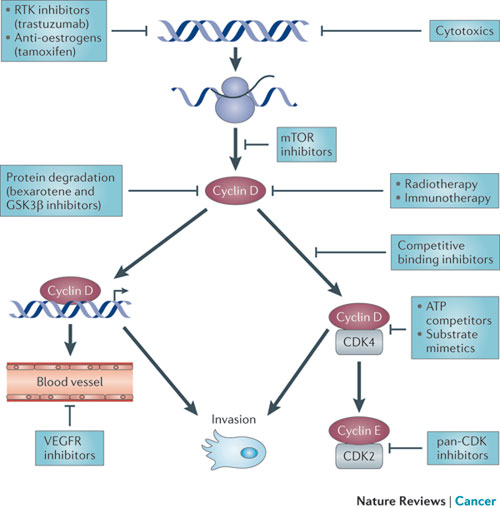 • RTK inhibitors
(trastuzumab)
• Anti-oestrogens
(tamoxifen)
Cytotoxics
mTOR
inhibitors
Protein degradation
(bexarotene and
GSK3β inhibitors)
Cyclin D
• Radiotherapy
• Immunotherapy
Competitive
binding inhibitors
Cyclin D
Cyclin D
CDK4
• ATP
competitors
• Substrate
mimetics
Blood vessel
Invasion
VEGFR
inhibitors
Cyclin E
CDK2
pan-CDK
inhibitors
Nature Reviews | Cancer